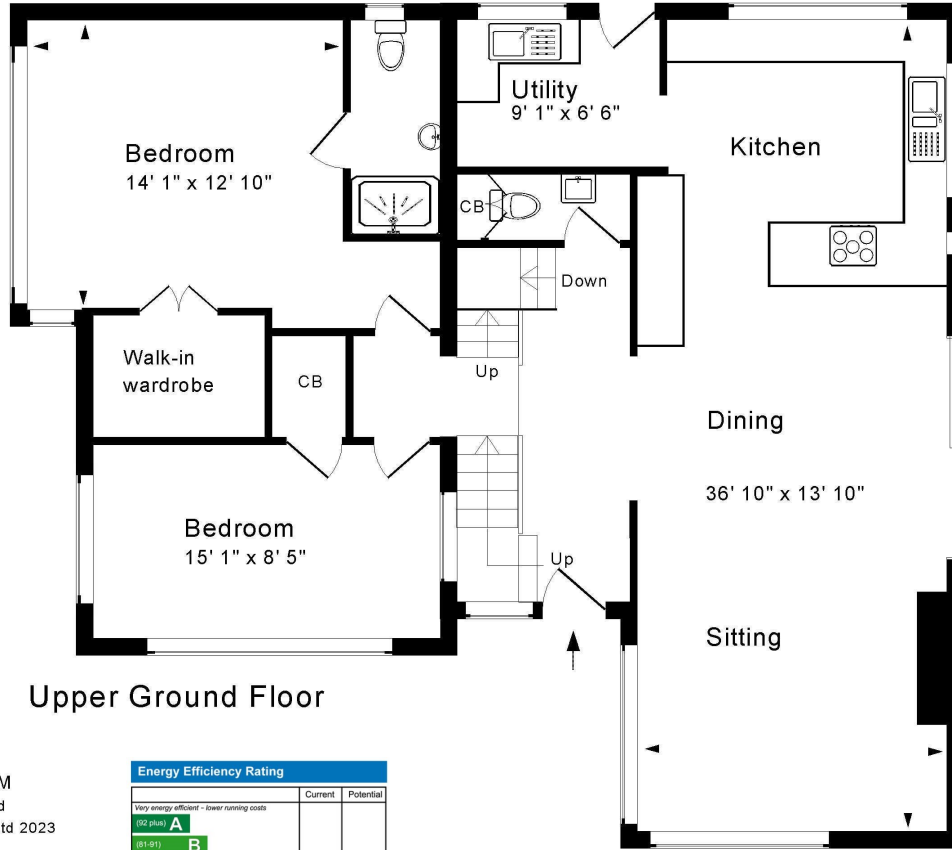 Utility
9' 1" x 6' 6"
Kitchen
Bedroom
14' 1" x 12' 10"
CB
Down
Walk-in
wardrobe
CB
Up
Dining
36' 10" x 13' 10"
Bedroom
15' 1" x 8' 5"
Up
Sitting
Upper Ground Floor
M
d
td 2023
Energy Efficiency Rating
Current Potential
Very energy efficient - lower running costs
(92 plus) A
(81-91) B